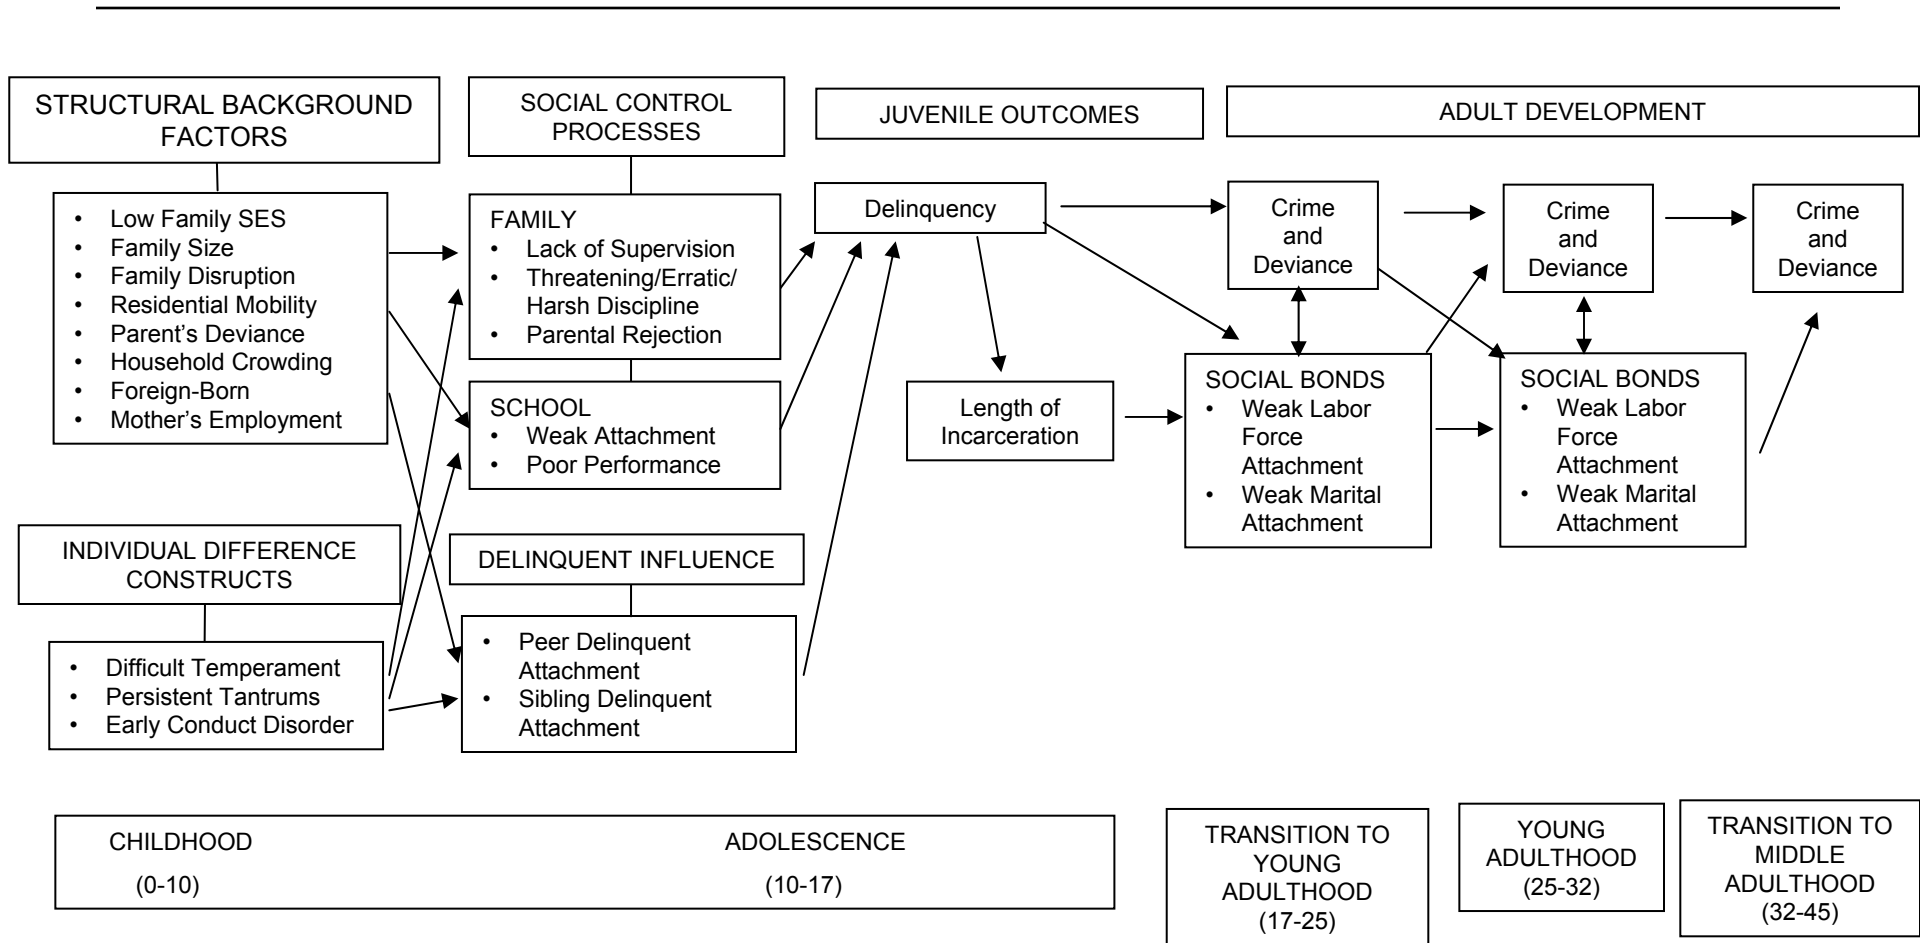 STRUCTURAL BACKGROUND
FACTORS
• Low Family SES
• Family Size
• Family Disruption
• Residential Mobility
• Parent's Deviance
• Household Crowding
• Foreign-Born
• Mother's Employment
INDIVIDUAL DIFFERENCE
CONSTRUCTS
• Difficult Temperament
• Persistent Tantrums
• Early Conduct Disorder
SOCIAL CONTROL
PROCESSES
FAMILY
• Lack of Supervision
• Threatening/Erratic/
Harsh Discipline
• Parental Rejection
SCHOOL
• Weak Attachment
• Poor Performance
DELINQUENT INFLUENCE
• Peer Delinquent
Attachment
• Sibling Delinquent
Attachment
JUVENILE OUTCOMES
Delinquency
Length of
Incarceration
ADULT DEVELOPMENT
Crime
and
Deviance
SOCIAL BONDS
• Weak Labor
Force
Attachment
• Weak Marital
Attachment
Crime
and
Deviance
SOCIAL BONDS
• Weak Labor
Force
Attachment
• Weak Marital
Attachment
Crime
and
Deviance
CHILDHOOD
(0-10)
ADOLESCENCE
(10-17)
TRANSITION TO
YOUNG
ADULTHOOD
(17-25)
YOUNG
ADULTHOOD
(25-32)
TRANSITION TO
MIDDLE
ADULTHOOD
(32-45)